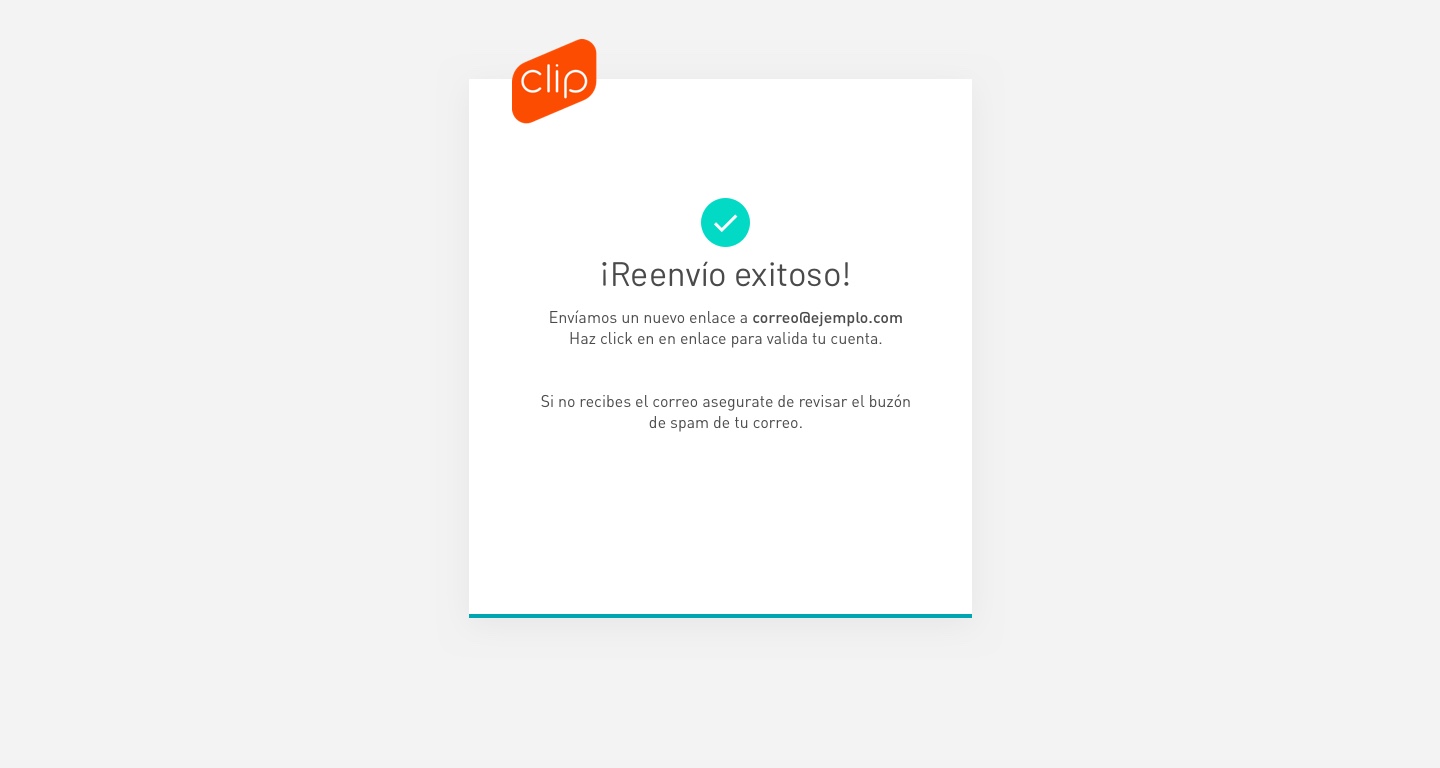 clip
¡Reenvío exitoso!
Envíamos un nuevo enlace a correo@ejemplo.com
Haz click en en enlace para valida tu cuenta.
Si no recibes el correo asegurate de revisar el buzón
de spam de tu correo.